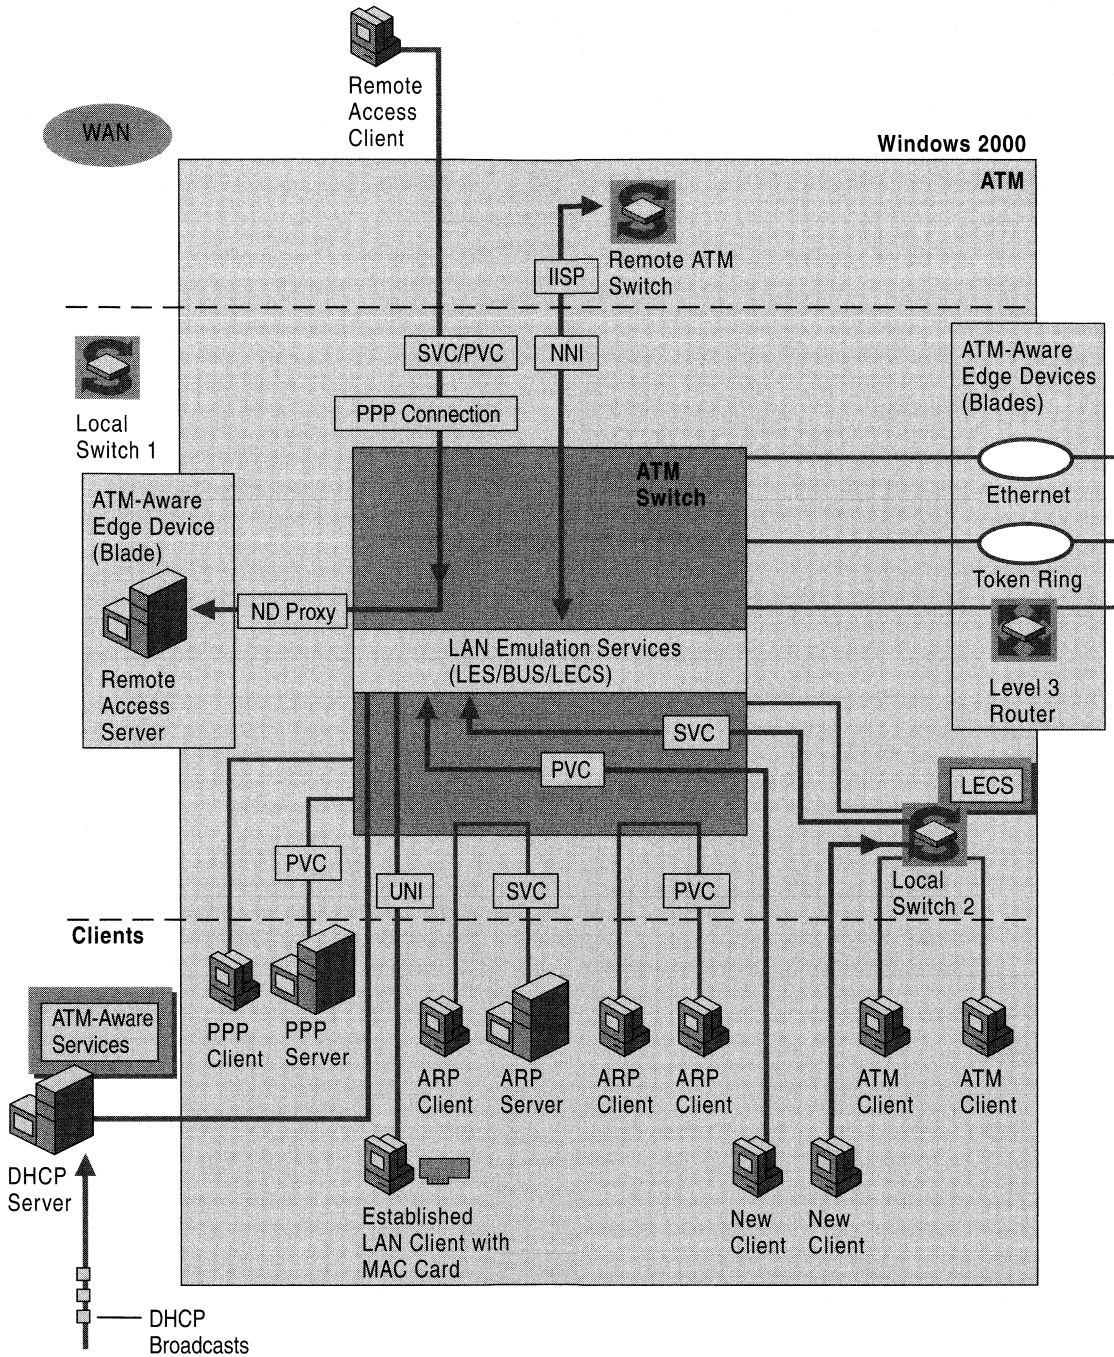 Remote
Access
Client
WAN
Windows 2000
ATM
Remote ATM
Switch
IISP
SVC/PVC
NNI
PPP Connection
Local
Switch 1
ATM-Aware
Edge Devices
(Blades)
Ethernet
Token Ring
Level 3
Router
ATM
Switch
ATM-Aware
Edge Device
(Blade)
ND Proxy
Remote
Access
Server
LAN Emulation Services
(LES/BUS/LECS)
SVC
PVC
LECS
Local
Switch 2
PVC
UNI
SVC
PVC
Clients
ATM-Aware
Services
PPP
Client
PPP
Server
ARP
Client
ARP
Server
ARP
Client
ARP
Client
ATM
Client
ATM
Client
DHCP
Server
Established
LAN Client with
MAC Card
New
Client
New
Client
DHCP
Broadcasts